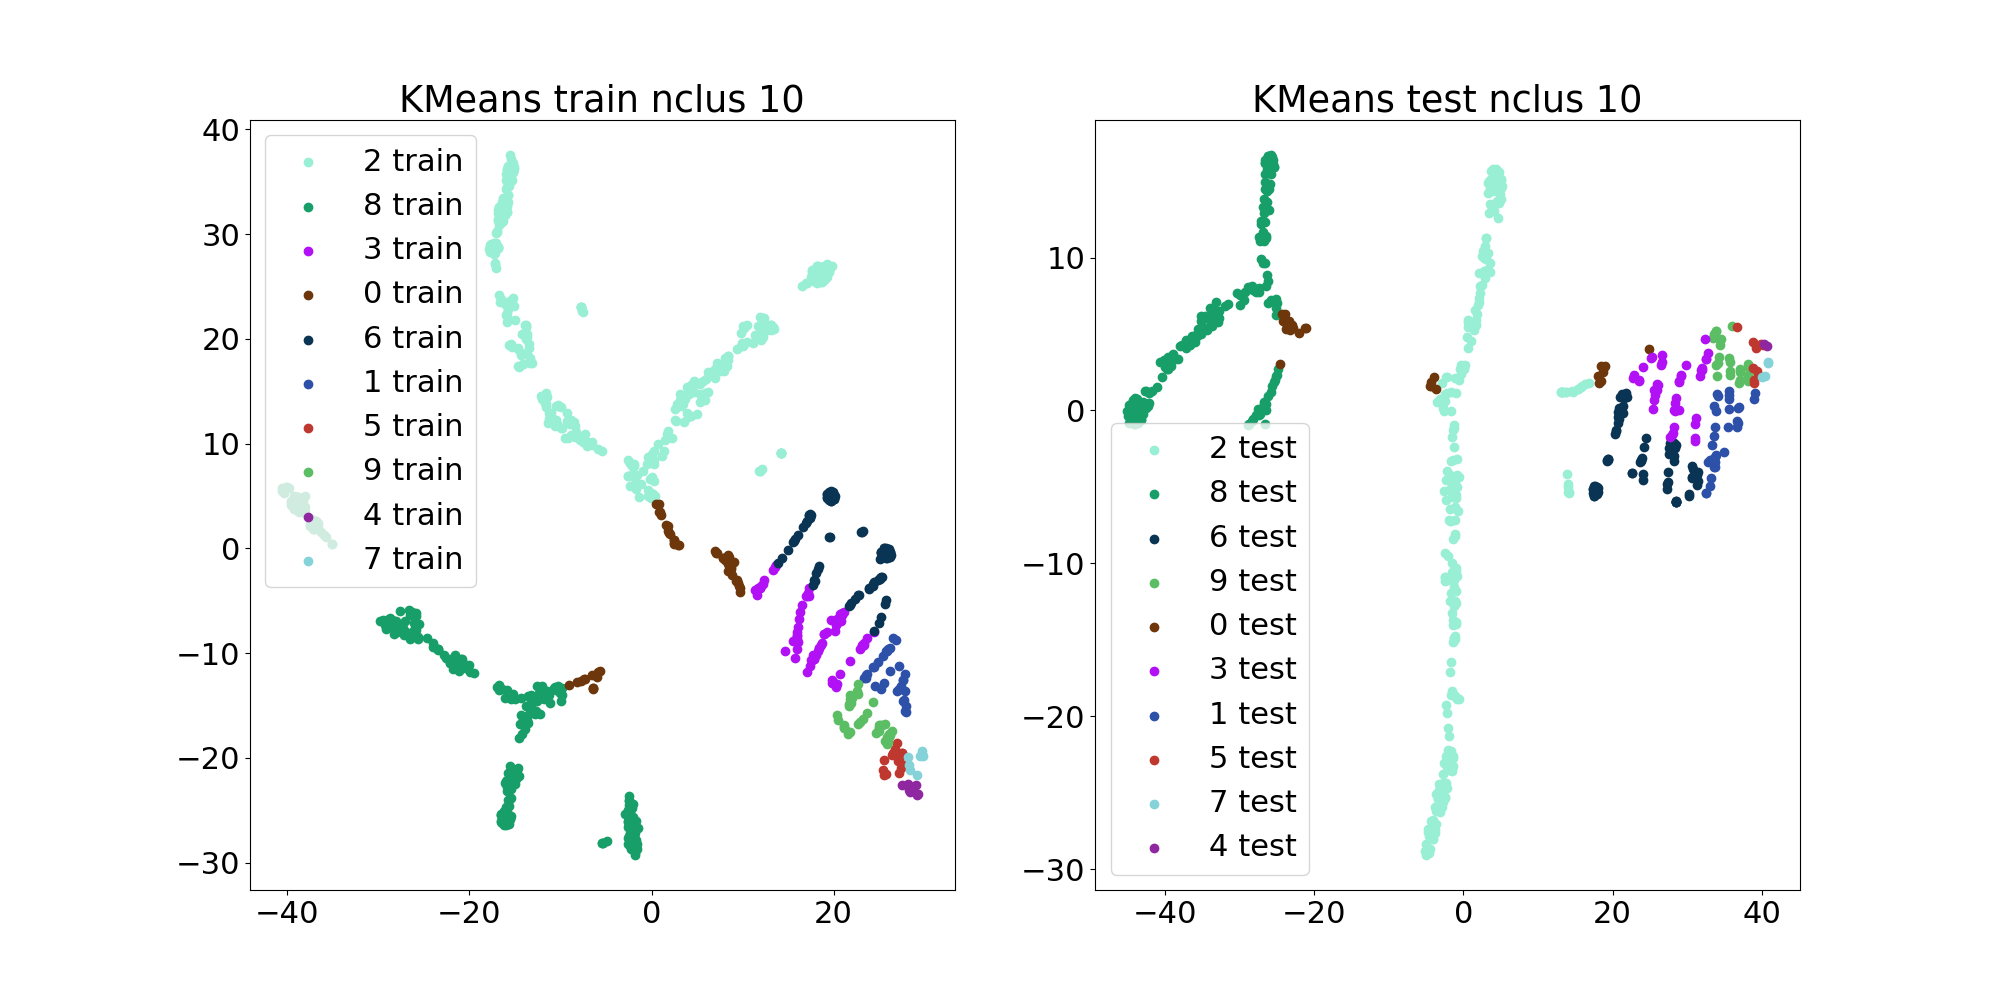 KMeans train nclus 10
40
30
20
10
0
−10
−20
−30
−40
−20
0
20
2 train
8 train
3 train
0 train
6 train
1 train
5 train
9 train
4 train
7 train
KMeans test nclus 10
10
0
−10
−20
−30
−40
−20
0
20
40
2 test
8 test
6 test
9 test
0 test
3 test
1 test
5 test
7 test
4 test